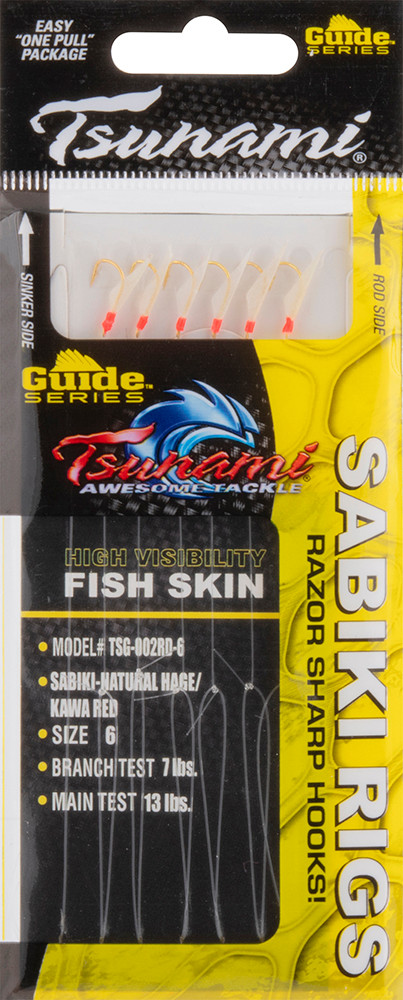 EASY
"ONE PULL"
PACKAGE
Guide™
SERIES
Tsunami®
SINKER SIDE
ROD SIDE
Guide™
SERIES
Tsunami®
AWESOME TACKLE
HIGH VISIBILITY
FISH SKIN
• MODEL# TSG-002RD-6
• SABIKI-NATURAL HAGE/
KAWA RED
• SIZE 6
• BRANCH TEST 7 lbs.
• MAIN TEST 13 lbs.
SABIKI RIGS
RAZOR SHARP HOOKS!